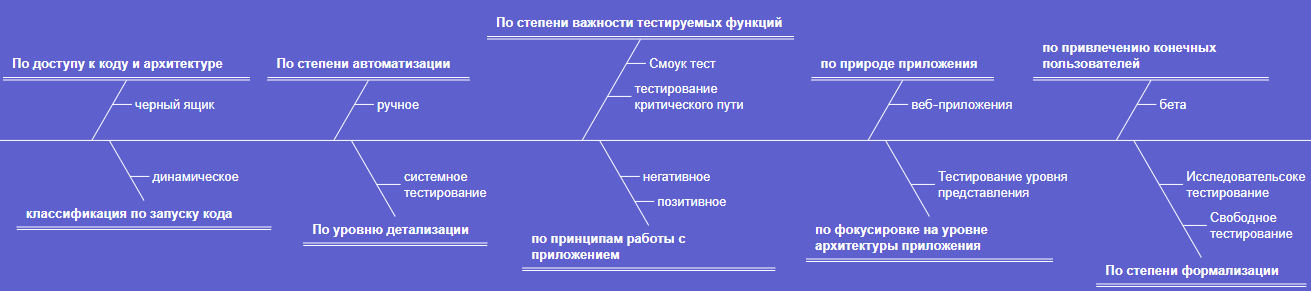 По степени важности тестируемых функций
По доступу к коду и архитектуре
По степени автоматизации
по природе приложения
по привлечению конечных
пользователей
черный ящик
ручное
Смоук тест
тестирование
критического пути
веб-приложения
бета
динамическое
системное
тестирование
негативное
позитивное
Тестирование уровня
представления
Исследовательсоке
тестирование
Свободное
тестирование
классификация по запуску кода
По уровню детализации
по принципам работы с
приложением
по фокусировке на уровне
архитектуры приложения
По степени формализации